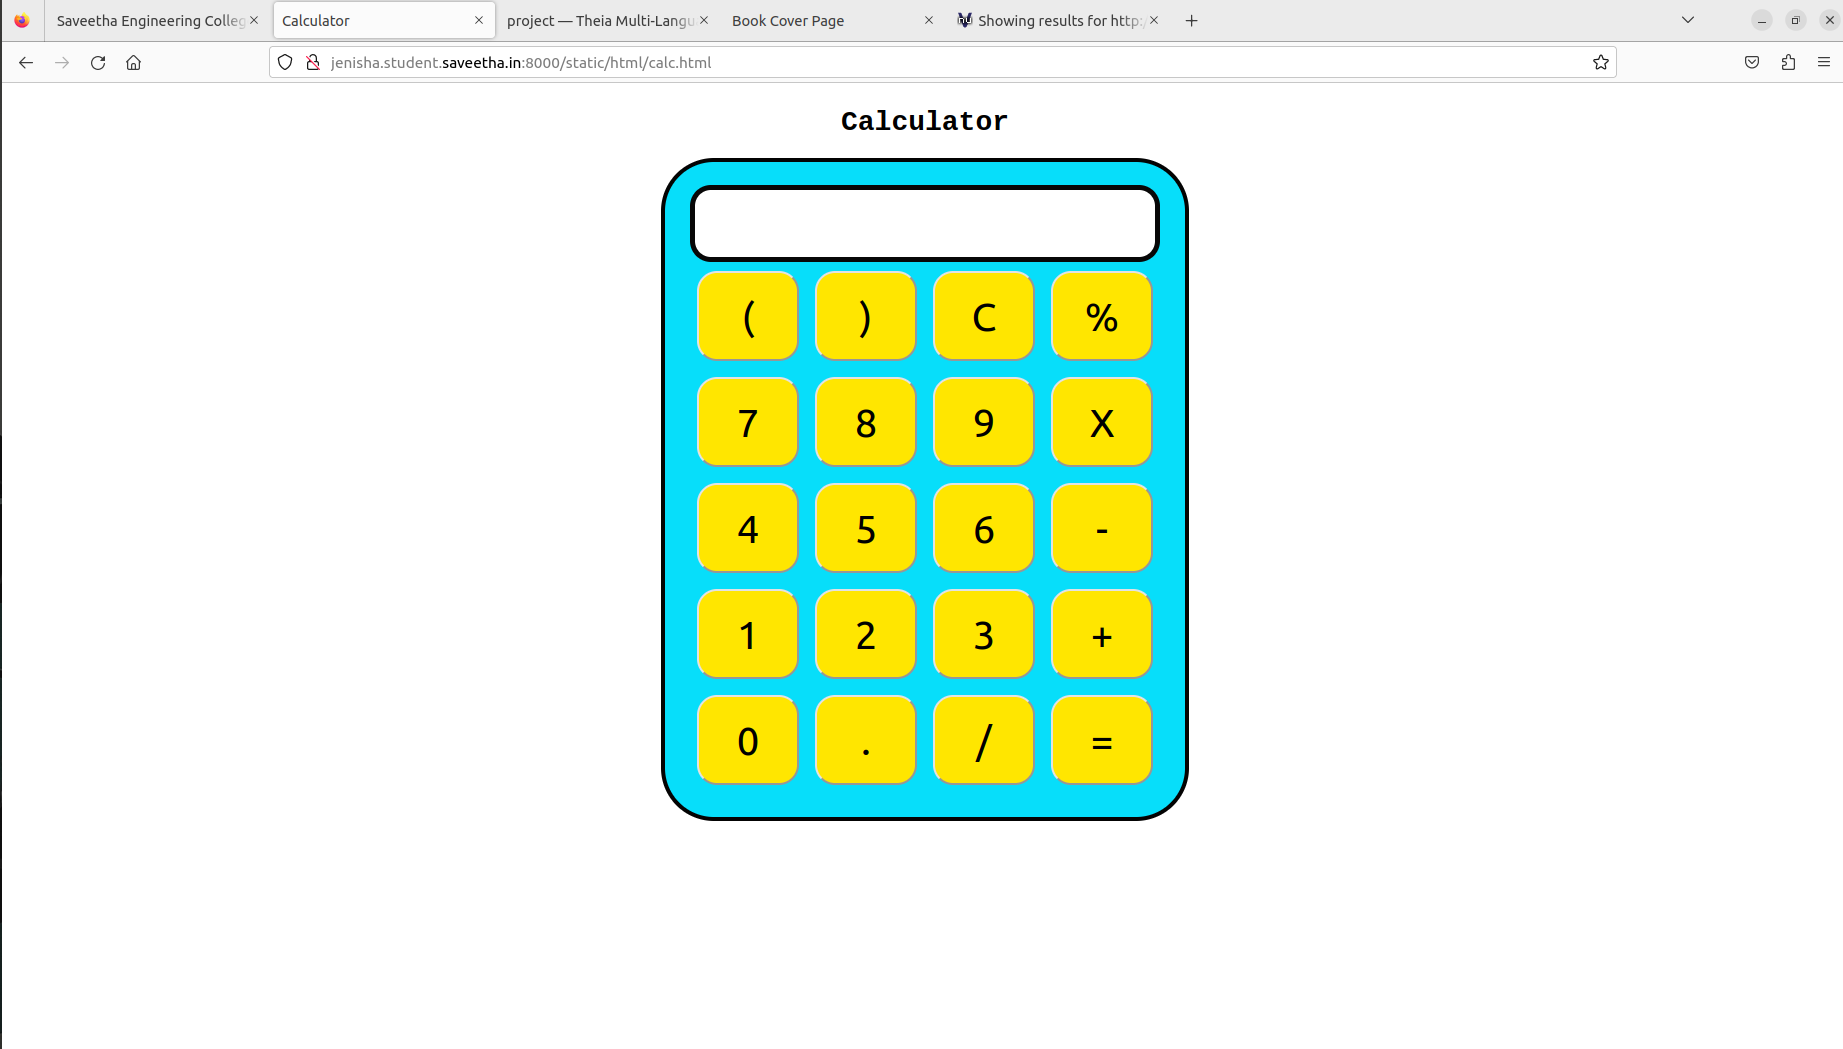 Saveetha Engineering Colleg
Calculator
project — Theia Multi-Langu
Book Cover Page
Showing results for http:
jenisha.student.saveetha.in:8000/static/html/calc.html
Calculator
( ) C %
7 8 9 X
4 5 6 -
1 2 3 +
0 . / =